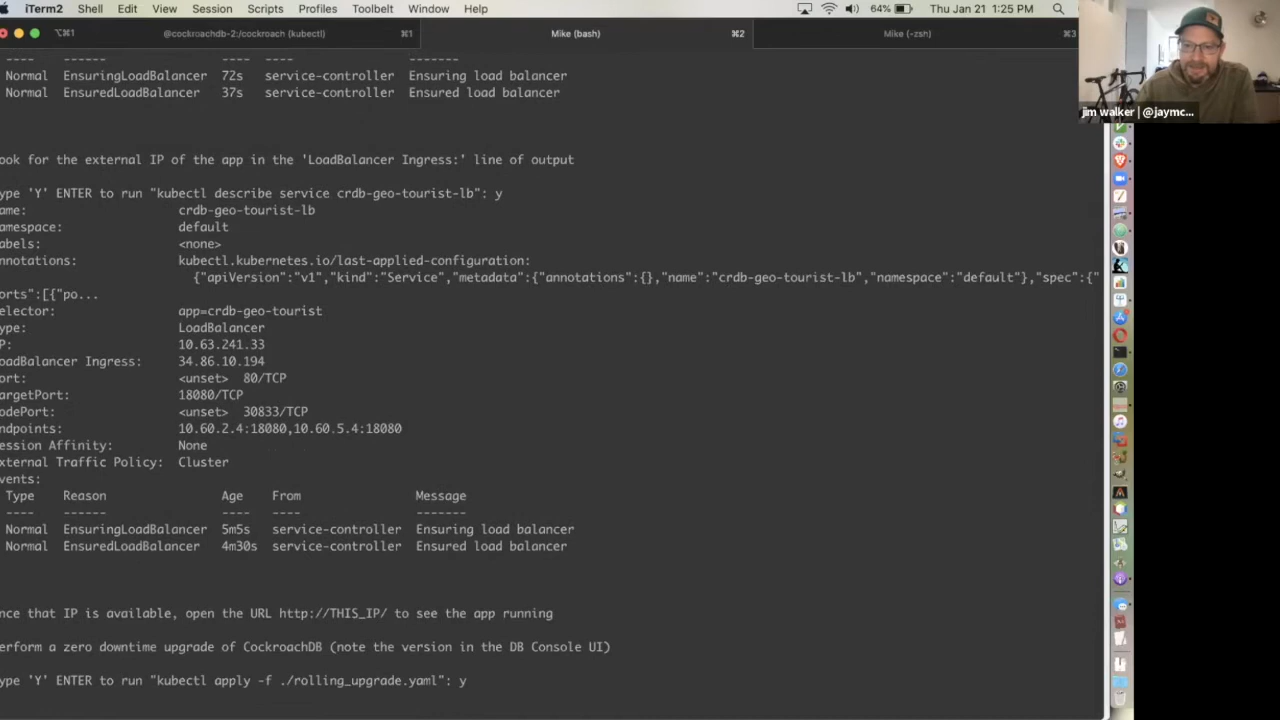 iTerm2 Shell Edit View Session Scripts Profiles Toolbelt Window Help 64% Thu Jan 21 1:25 PM
⌥⌘1 @cockroachdb-2:/cockroach (kubectl) ⌘1 Mike (bash) ⌘2 Mike (-zsh) ⌘3
jim walker | @jaymc...
---- ------ ---- ---- -------
Normal EnsuringLoadBalancer 72s service-controller Ensuring load balancer
Normal EnsuredLoadBalancer 37s service-controller Ensured load balancer
ook for the external IP of the app in the 'LoadBalancer Ingress:' line of output
ype 'Y' ENTER to run "kubectl describe service crdb-geo-tourist-lb": y
ame: crdb-geo-tourist-lb
amespace: default
abels: <none>
nnotations: kubectl.kubernetes.io/last-applied-configuration:
{"apiVersion":"v1","kind":"Service","metadata":{"annotations":{},"name":"crdb-geo-tourist-lb","namespace":"default"},"spec":{"
orts":[{"po...
elector: app=crdb-geo-tourist
ype: LoadBalancer
P: 10.63.241.33
oadBalancer Ingress: 34.86.10.194
ort: <unset> 80/TCP
argetPort: 18080/TCP
odePort: <unset> 30833/TCP
ndpoints: 10.60.2.4:18080,10.60.5.4:18080
ession Affinity: None
xternal Traffic Policy: Cluster
vents:
Type Reason Age From Message
---- ------ ---- ---- -------
Normal EnsuringLoadBalancer 5m5s service-controller Ensuring load balancer
Normal EnsuredLoadBalancer 4m30s service-controller Ensured load balancer
nce that IP is available, open the URL http://THIS_IP/ to see the app running
erform a zero downtime upgrade of CockroachDB (note the version in the DB Console UI)
ype 'Y' ENTER to run "kubectl apply -f ./rolling_upgrade.yaml": y